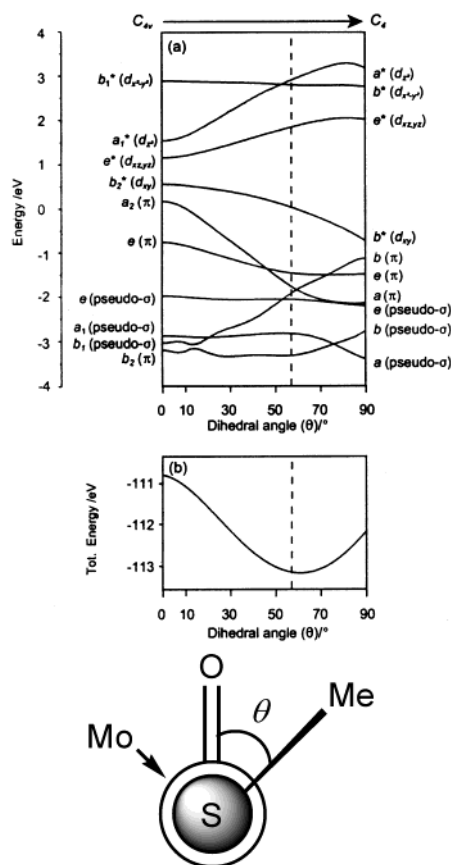 C4v C4
(a)
4
3
2
1
0
-1
-2
-3
-4
Energy /eV
b1* (dx²-y²)
a1* (dz²)
e* (dxz,yz)
b2* (dxy)
a2 (π)
e (π)
e (pseudo-σ)
a1 (pseudo-σ)
b1 (pseudo-σ)
b2 (π)
a* (dz²)
b* (dx²-y²)
e* (dxz,yz)
b* (dxy)
b (π)
e (π)
a (π)
e (pseudo-σ)
b (pseudo-σ)
a (pseudo-σ)
0 10 30 50 70 90
Dihedral angle (θ)/°
(b)
-111
-112
-113
Tot. Energy /eV
0 10 30 50 70 90
Dihedral angle (θ)/°
O
Me
θ
Mo
S